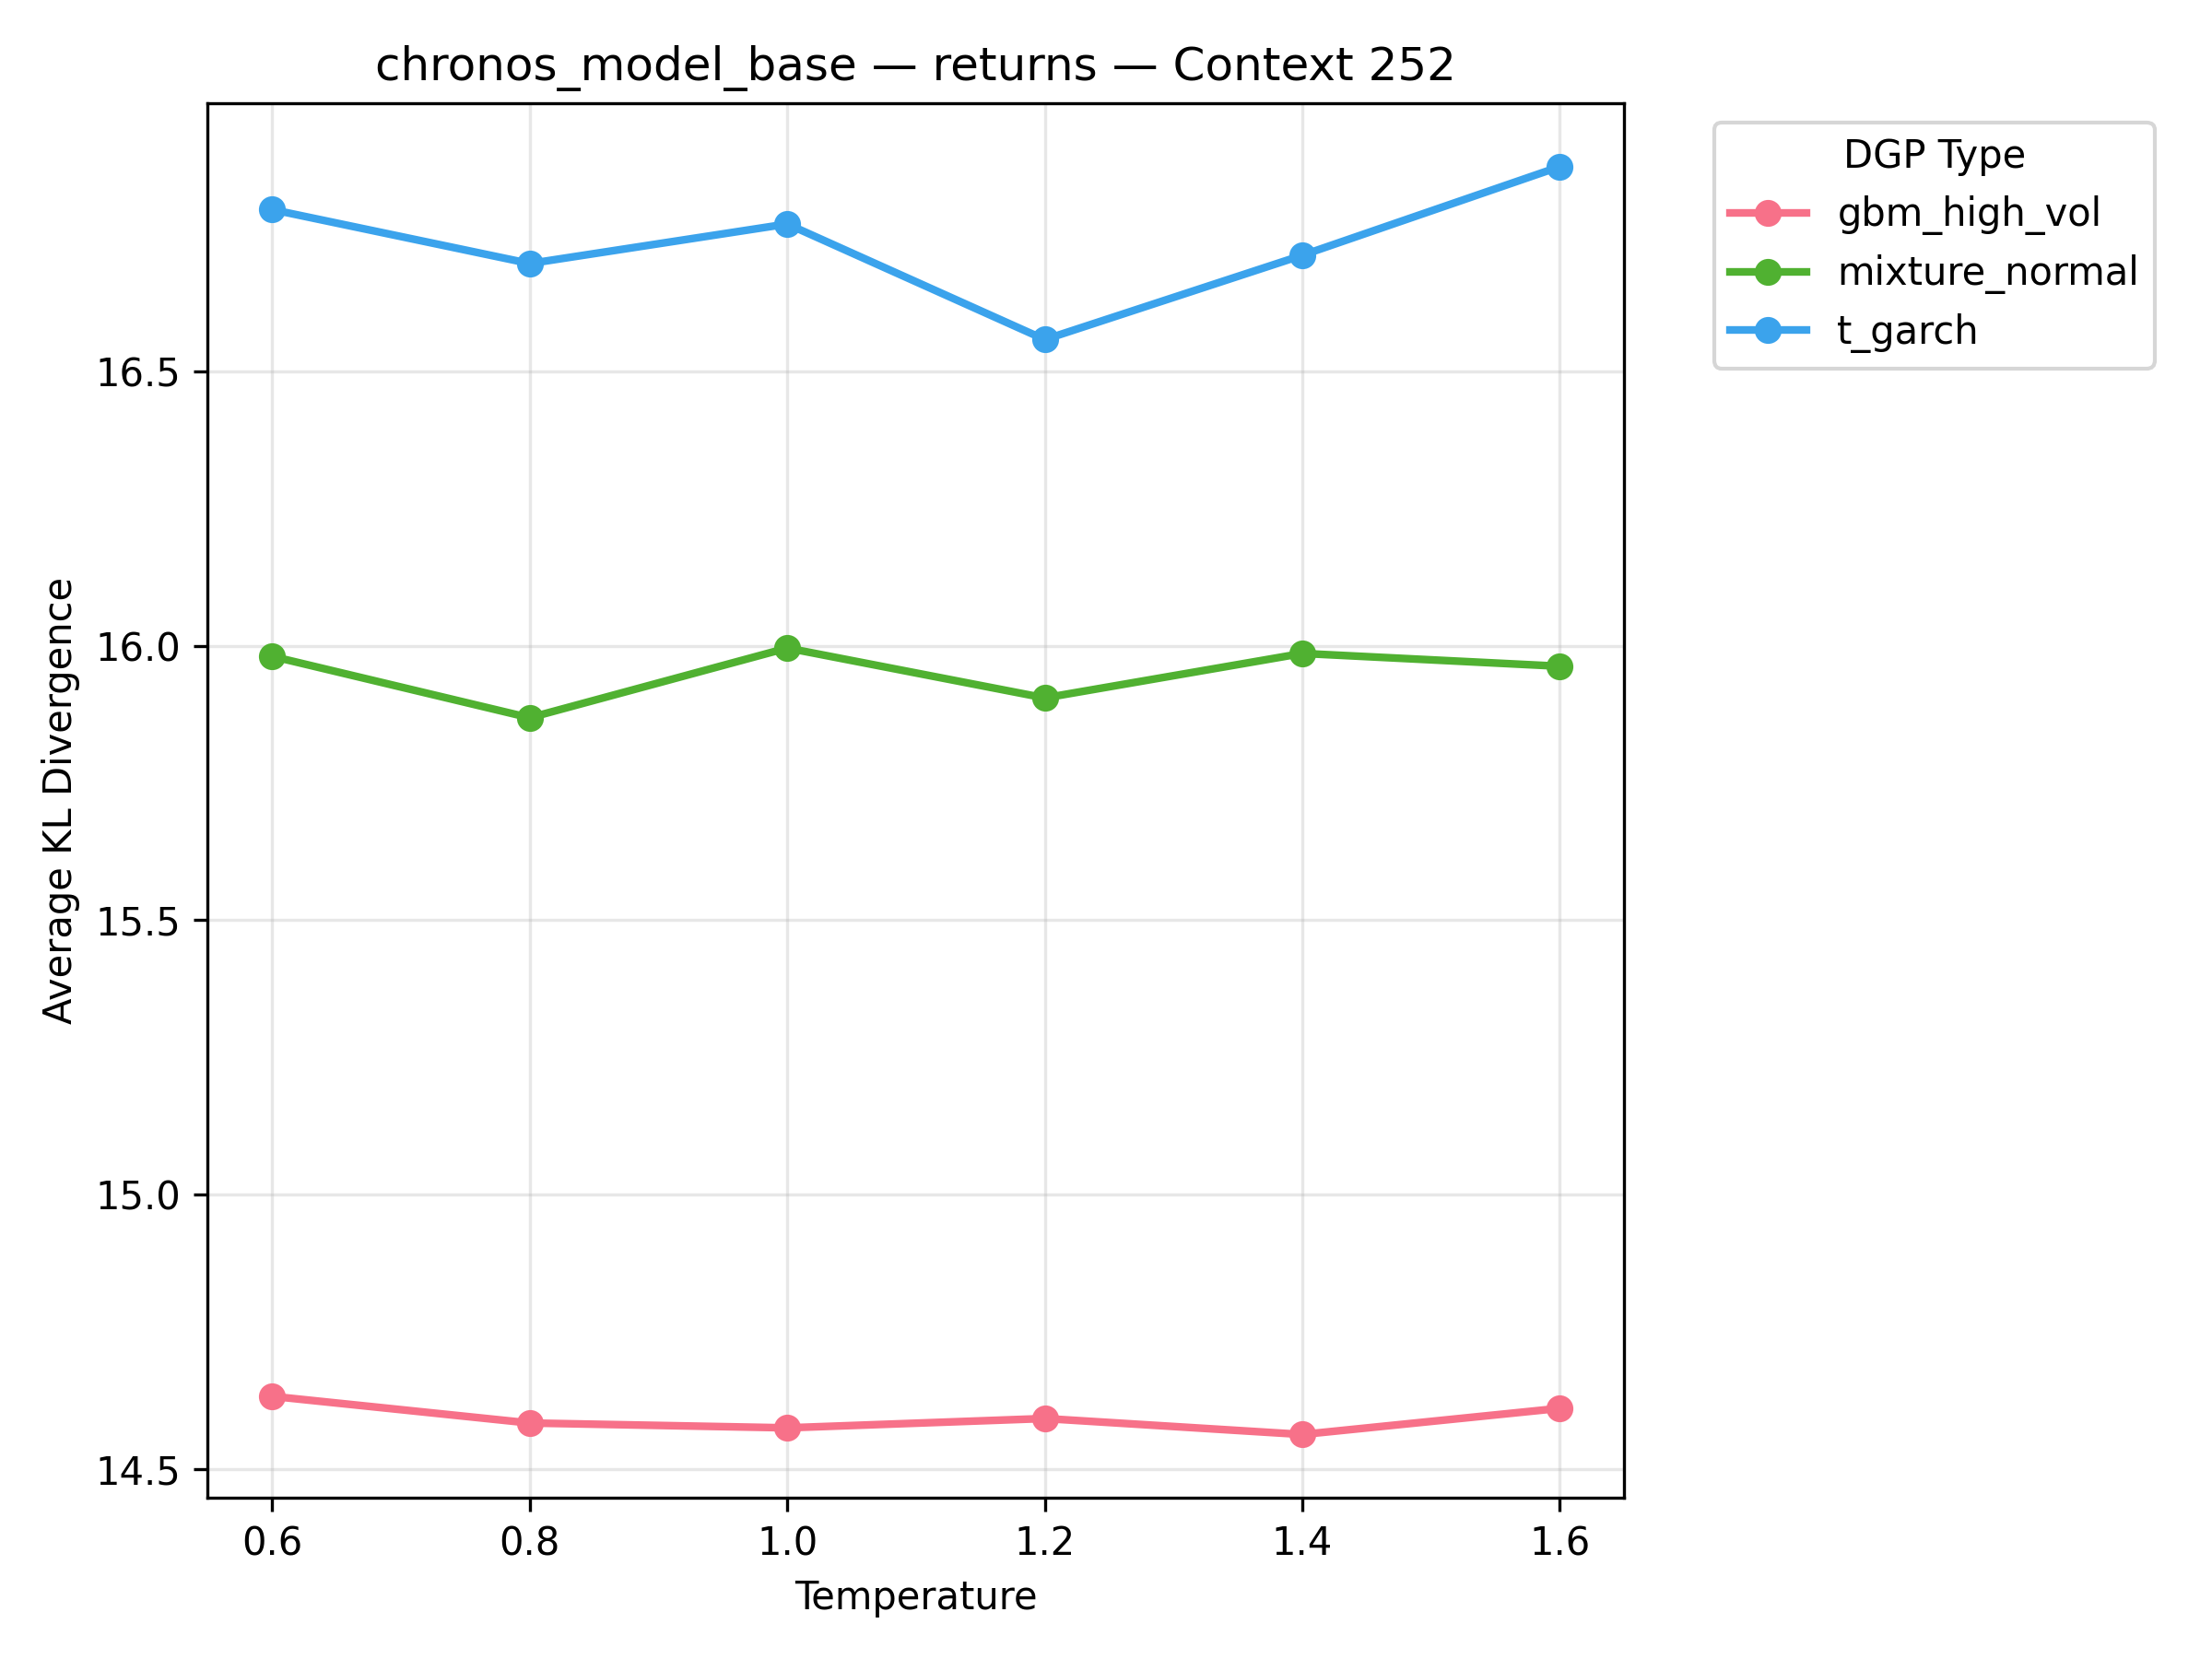 chronos_model_base — returns — Context 252
DGP Type
gbm_high_vol
mixture_normal
t_garch
Average KL Divergence
16.5
16.0
15.5
15.0
14.5
0.6 0.8 1.0 1.2 1.4 1.6
Temperature